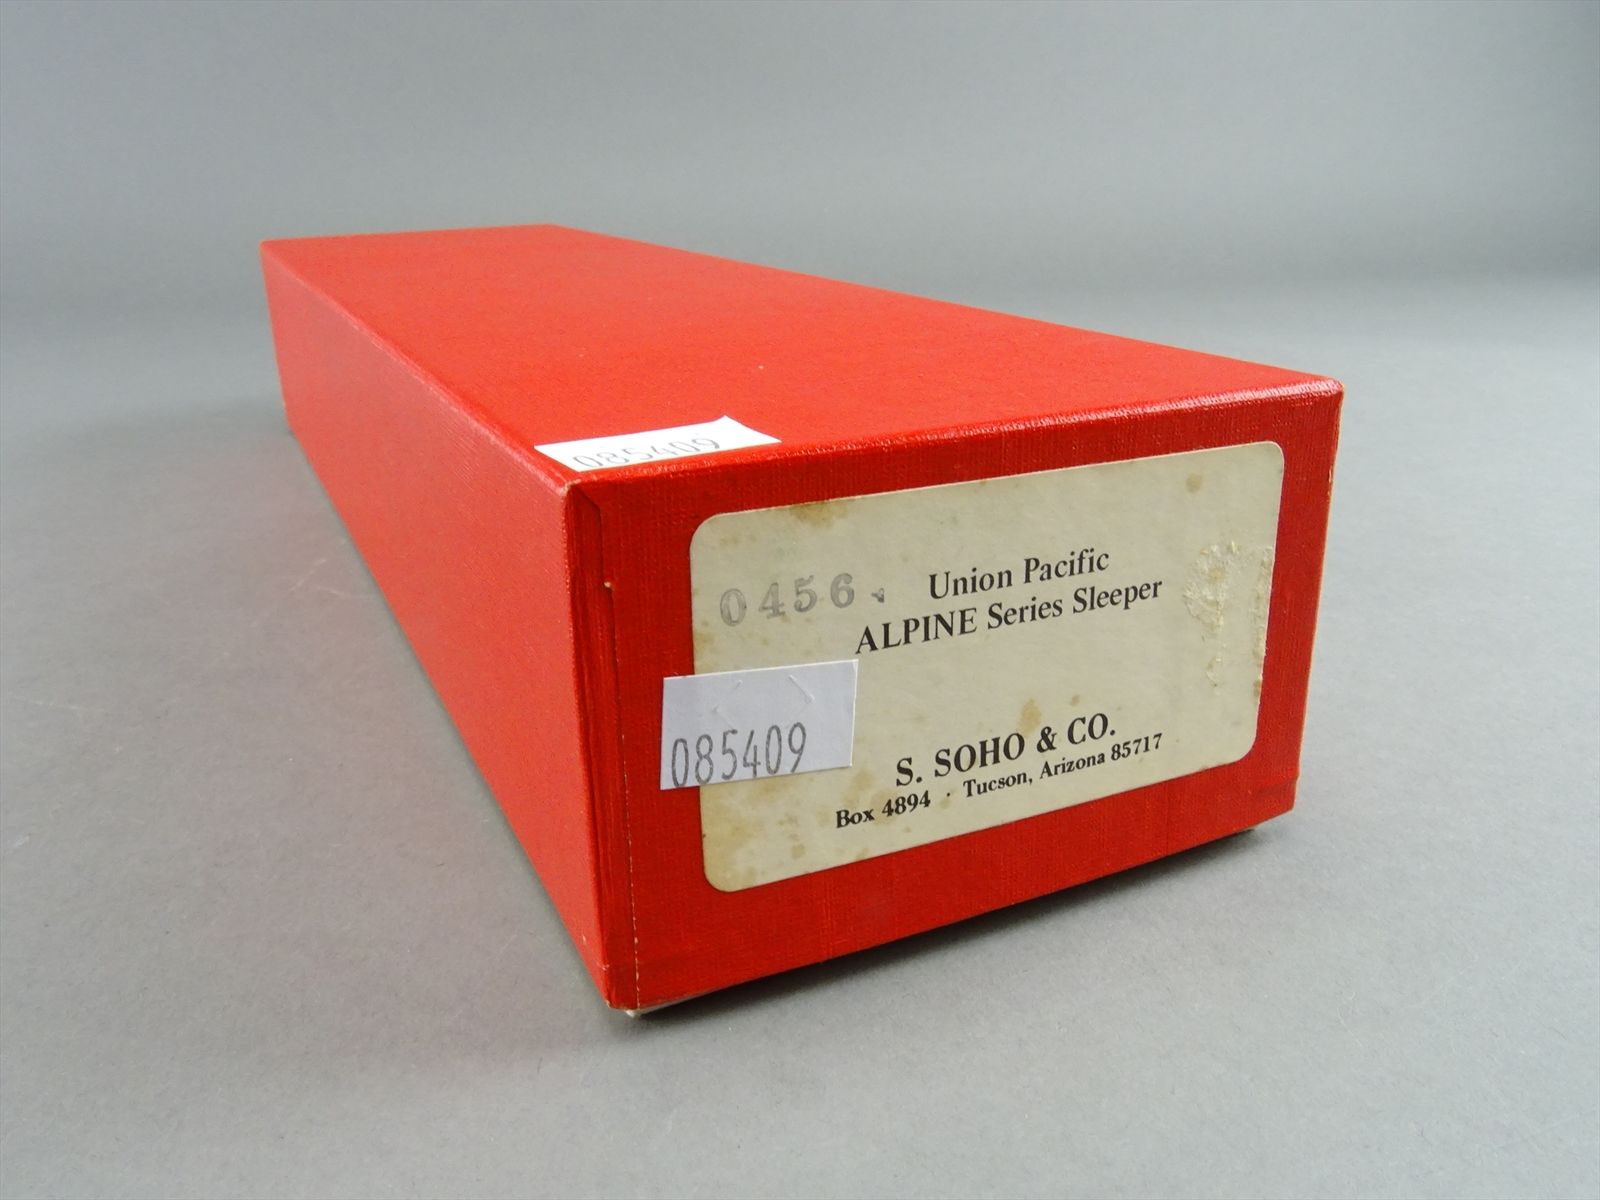 085409
0456.
Union Pacific
ALPINE Series Sleeper
085409
S. SOHO & CO.
Box 4894 · Tucson, Arizona 85717